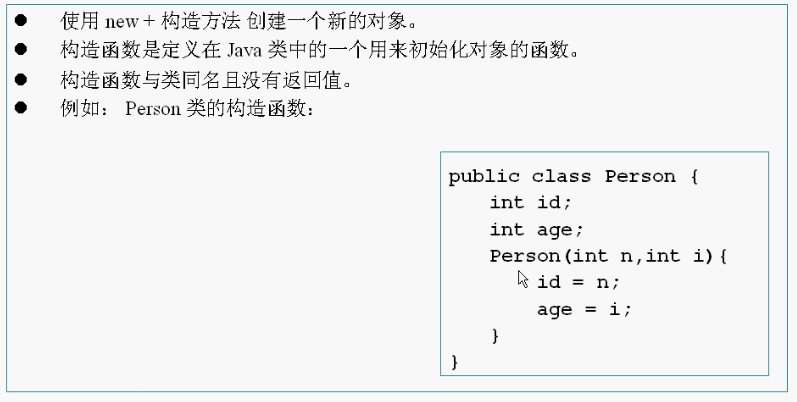 ● 使用 new + 构造方法 创建一个新的对象。
● 构造函数是定义在 Java 类中的一个用来初始化对象的函数。
● 构造函数与类同名且没有返回值。
● 例如： Person 类的构造函数：
public class Person {
int id;
int age;
Person(int n,int i){
id = n;
age = i;
}
}